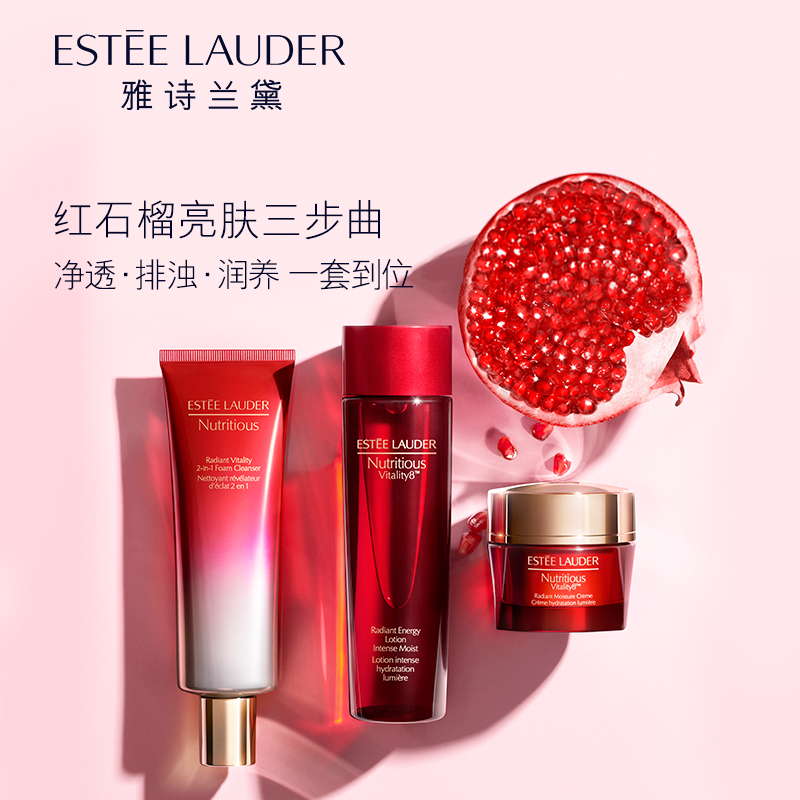 ESTĒE LAUDER
雅诗兰黛
红石榴亮肤三步曲
净透·排浊·润养 一套到位
ESTĒE LAUDER
Nutritious
Radiant Vitality
2-in-1 Foam Cleanser
Nettoyant révélateur
d'éclat 2 en 1
ESTĒE LAUDER
Nutritious
Vitality8™
Radiant Energy
Lotion
Intense Moist
Lotion intense
hydratation
lumière
ESTĒE LAUDER
Nutritious
Vitality8™
Radiant Moisture Creme
Crème hydratation lumière